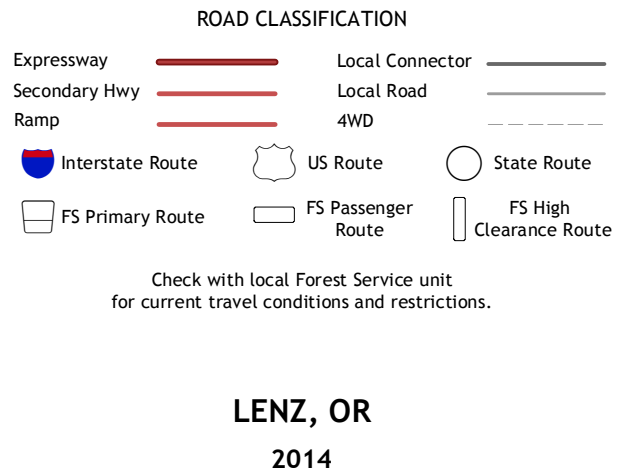 ROAD CLASSIFICATION
Expressway
Local Connector
Secondary Hwy
Local Road
Ramp
4WD
Interstate Route
US Route
State Route
FS Primary Route
FS Passenger
Route
FS High
Clearance Route
Check with local Forest Service unit
for current travel conditions and restrictions.
LENZ, OR
2014